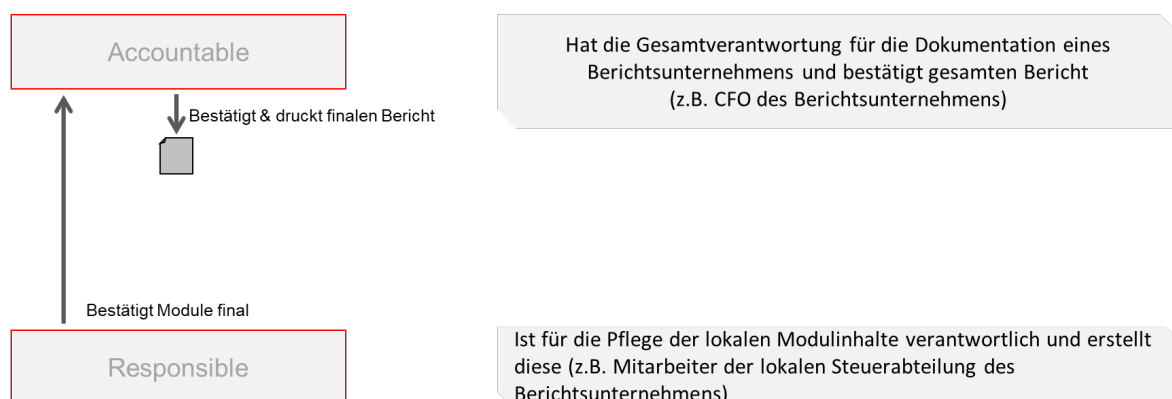 Accountable
Hat die Gesamtverantwortung für die Dokumentation eines
Berichtsunternehmens und bestätigt gesamten Bericht
(z.B. CFO des Berichtsunternehmens)
Bestätigt & druckt finalen Bericht
Bestätigt Module final
Responsible
Ist für die Pflege der lokalen Modulinhalte verantwortlich und erstellt
diese (z.B. Mitarbeiter der lokalen Steuerabteilung des
Berichtsunternehmens)